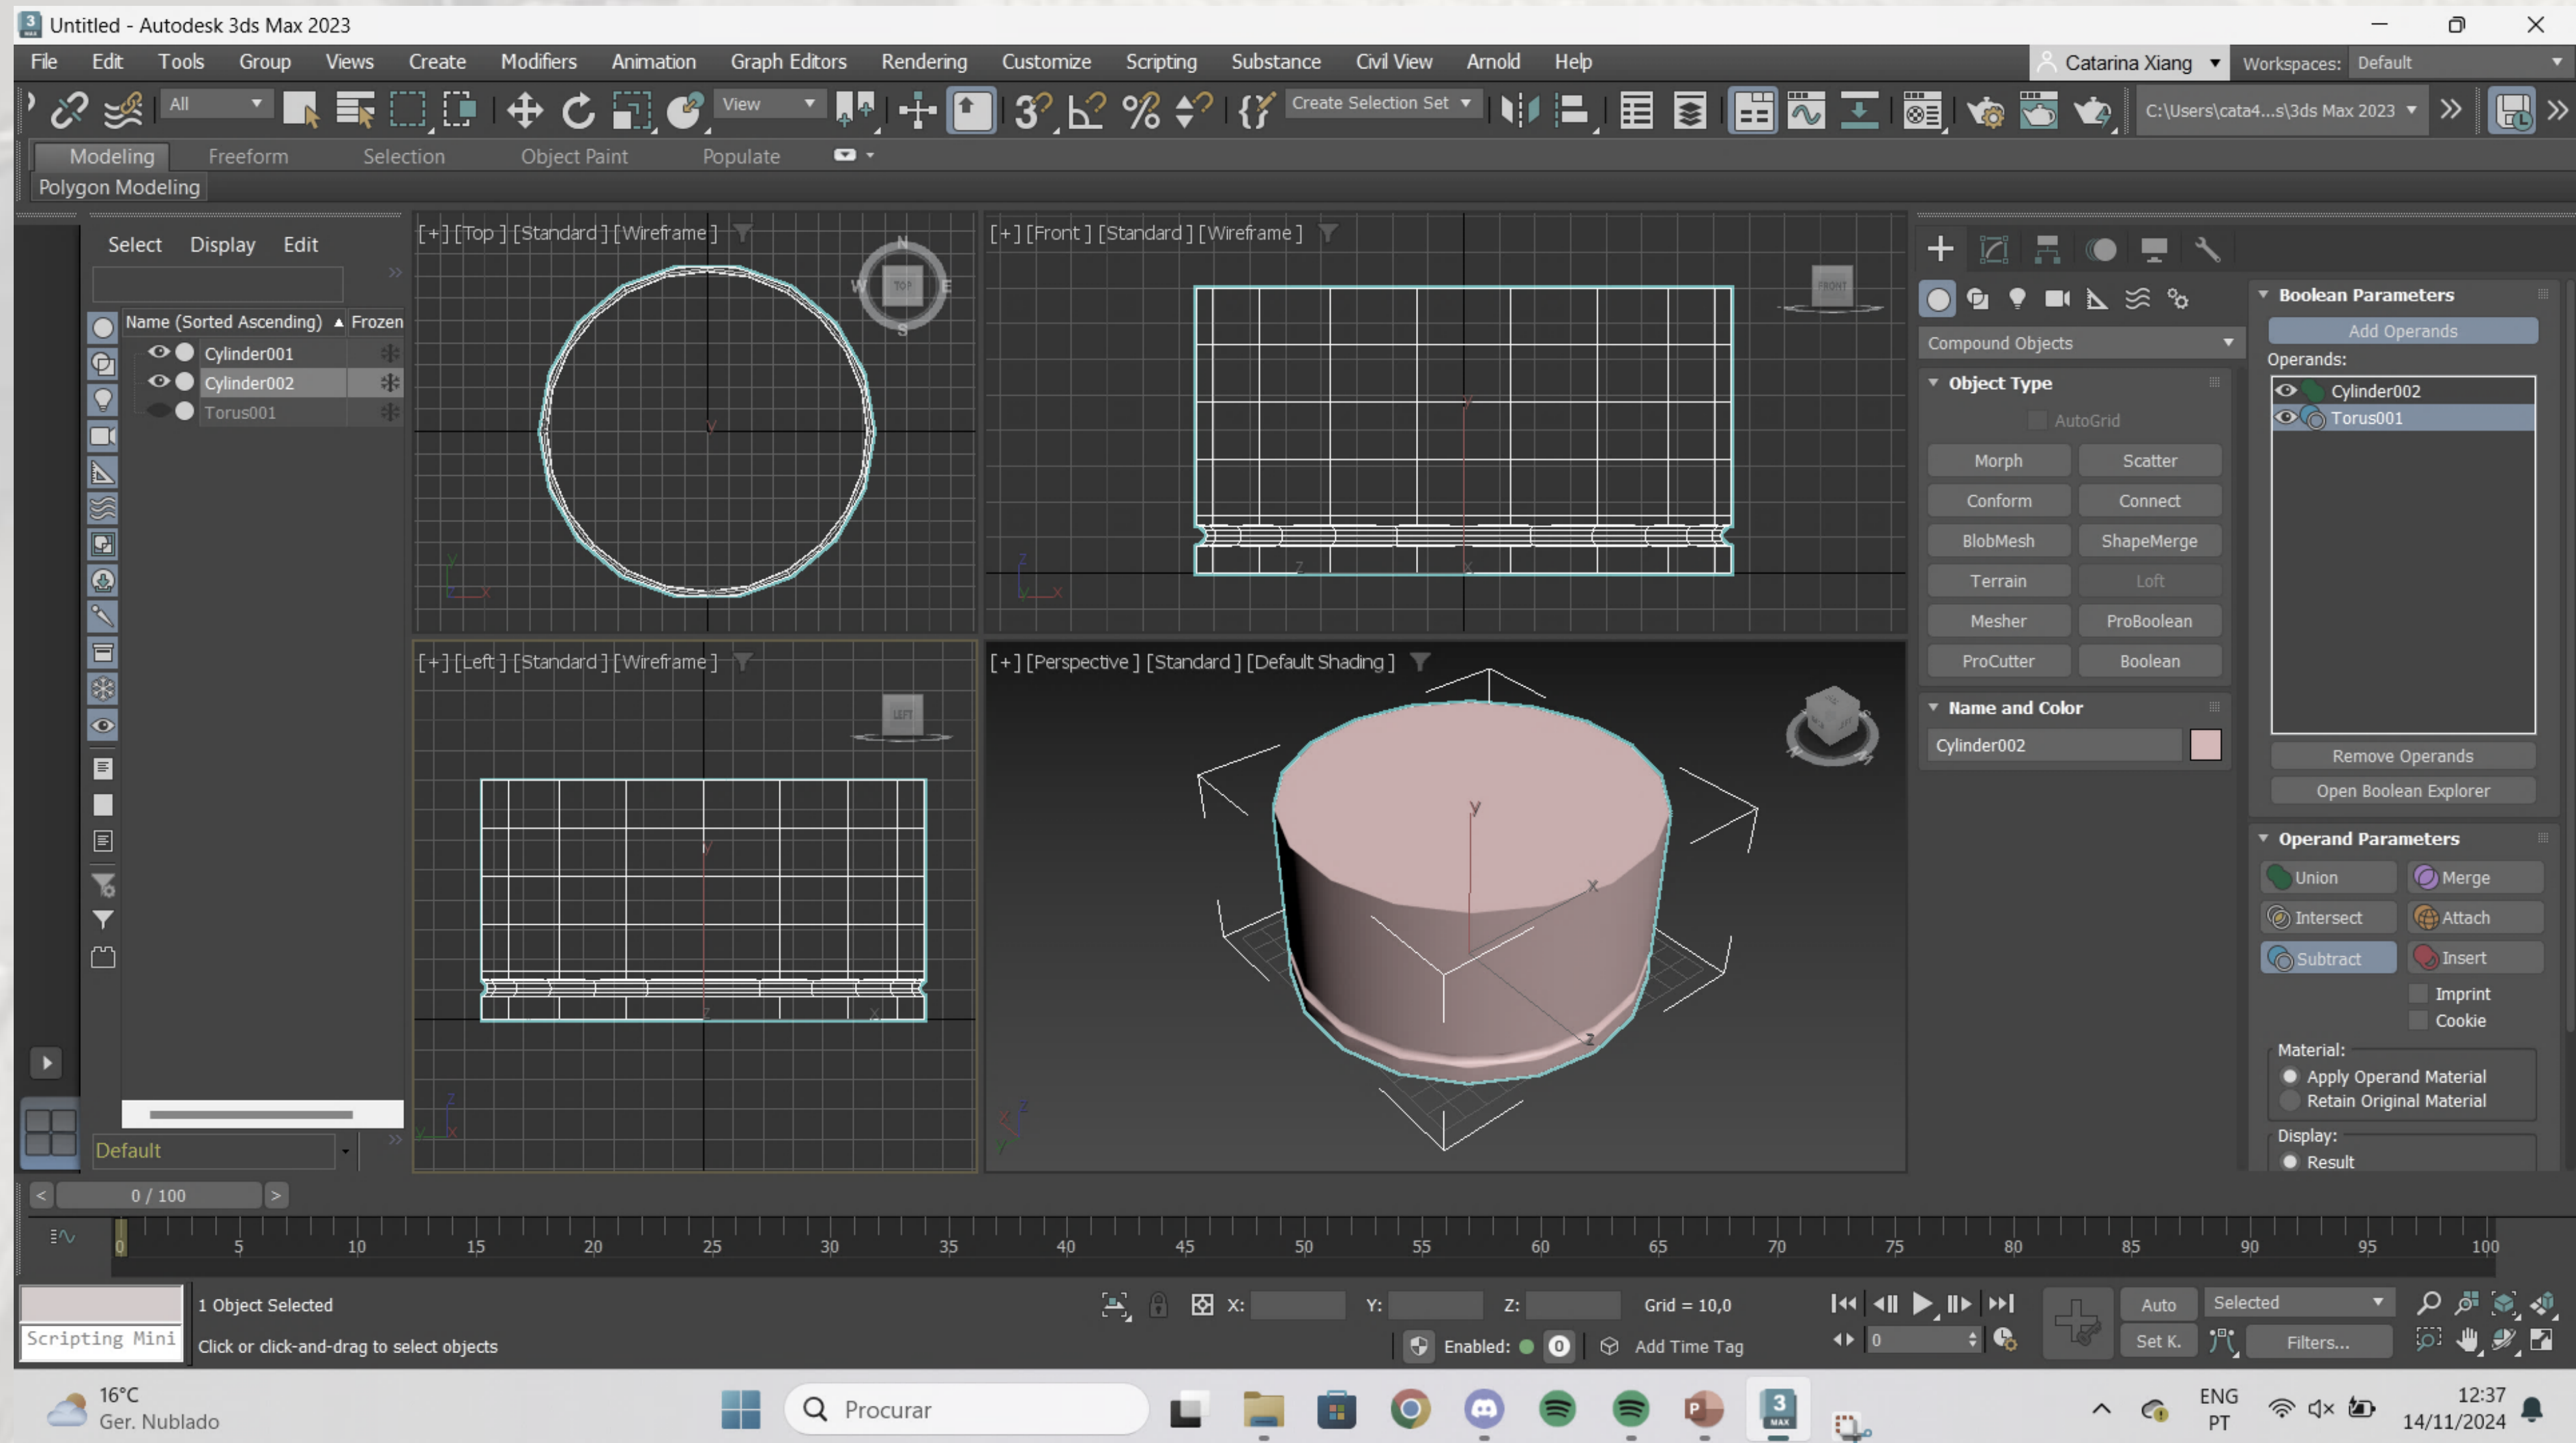 Untitled - Autodesk 3ds Max 2023
File Edit Tools Group Views Create Modifiers Animation Graph Editors Rendering Customize Scripting Substance Civil View Arnold Help Catarina Xiang Workspaces: Default
All View Create Selection Set C:\Users\cata4...s\3ds Max 2023
Modeling Freeform Selection Object Paint Populate
Polygon Modeling
Select Display Edit
Name (Sorted Ascending) Frozen
Cylinder001
Cylinder002
Torus001
Default
[+] [Top ] [Standard ] [Wireframe ]
N
W TOP E
S
y
y
z x
[+] [Front ] [Standard ] [Wireframe ]
FRONT
y
z x
z
y x
[+] [Left ] [Standard ] [Wireframe ]
LEFT
y
z x
z
y x
[+] [Perspective ] [Standard ] [Default Shading ]
y
x
z
x z
y
Compound Objects
Object Type
AutoGrid
Morph Scatter
Conform Connect
BlobMesh ShapeMerge
Terrain Loft
Mesher ProBoolean
ProCutter Boolean
Name and Color
Cylinder002
Boolean Parameters
Add Operands
Operands:
Cylinder002
Torus001
Remove Operands
Open Boolean Explorer
Operand Parameters
Union Merge
Intersect Attach
Subtract Insert
Imprint
Cookie
Material:
Apply Operand Material
Retain Original Material
Display:
Result
< 0 / 100 >
0 5 10 15 20 25 30 35 40 45 50 55 60 65 70 75 80 85 90 95 100
1 Object Selected X: Y: Z: Grid = 10,0 Auto Selected
Scripting Mini Click or click-and-drag to select objects Enabled: 0 Add Time Tag 0 Set K. Filters...
16°C
Ger. Nublado
Procurar
3
MAX
ENG
PT
12:37
14/11/2024